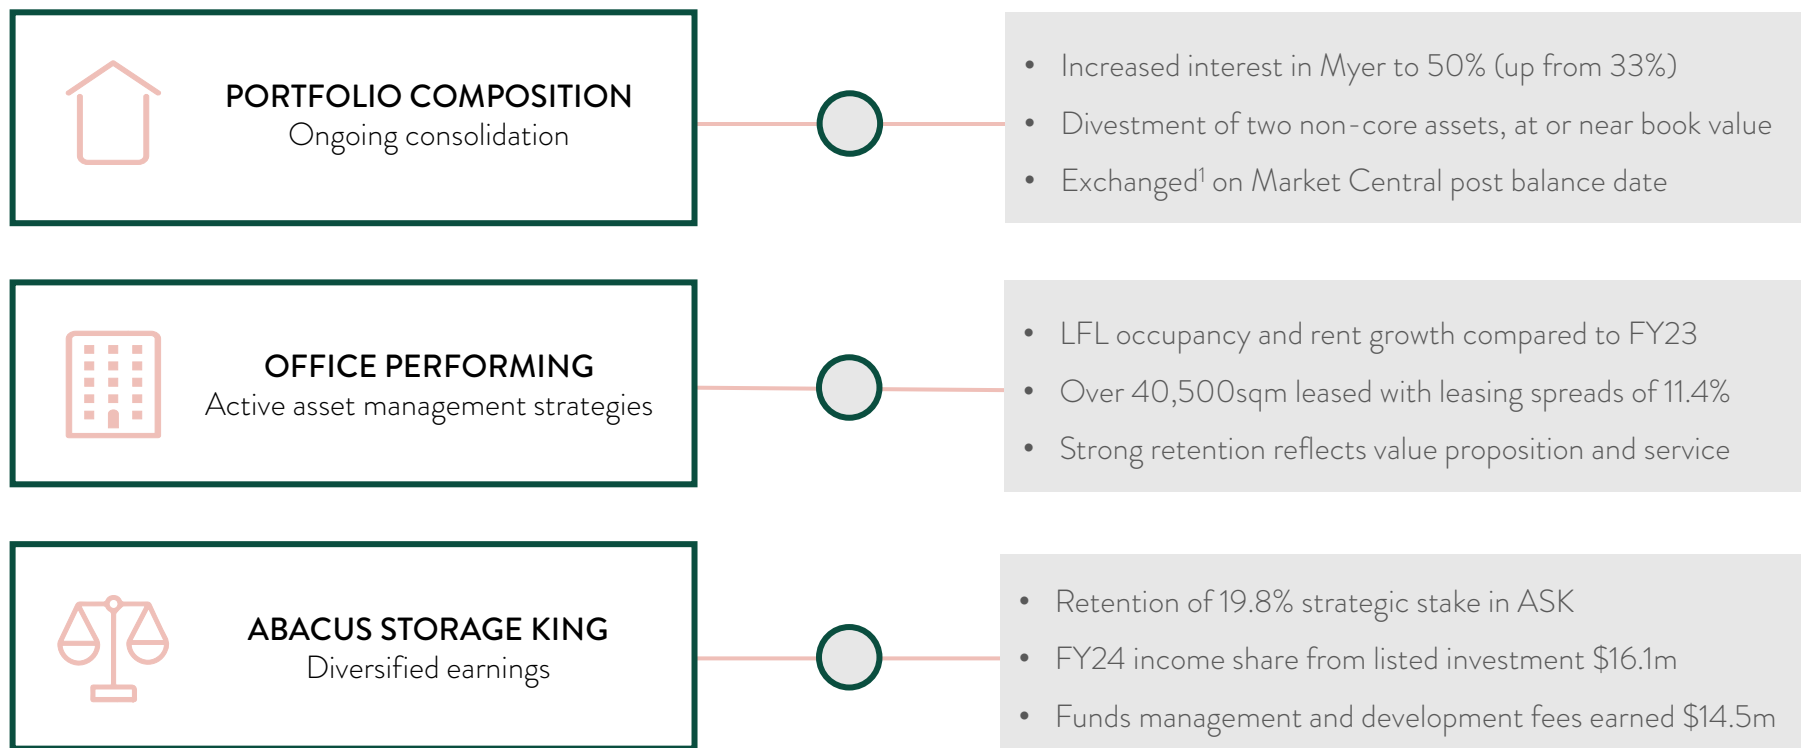 PORTFOLIO COMPOSITION
Ongoing consolidation
• Increased interest in Myer to 50% (up from 33%)
• Divestment of two non-core assets, at or near book value
• Exchanged¹ on Market Central post balance date
OFFICE PERFORMING
Active asset management strategies
• LFL occupancy and rent growth compared to FY23
• Over 40,500sqm leased with leasing spreads of 11.4%
• Strong retention reflects value proposition and service
ABACUS STORAGE KING
Diversified earnings
• Retention of 19.8% strategic stake in ASK
• FY24 income share from listed investment $16.1m
• Funds management and development fees earned $14.5m